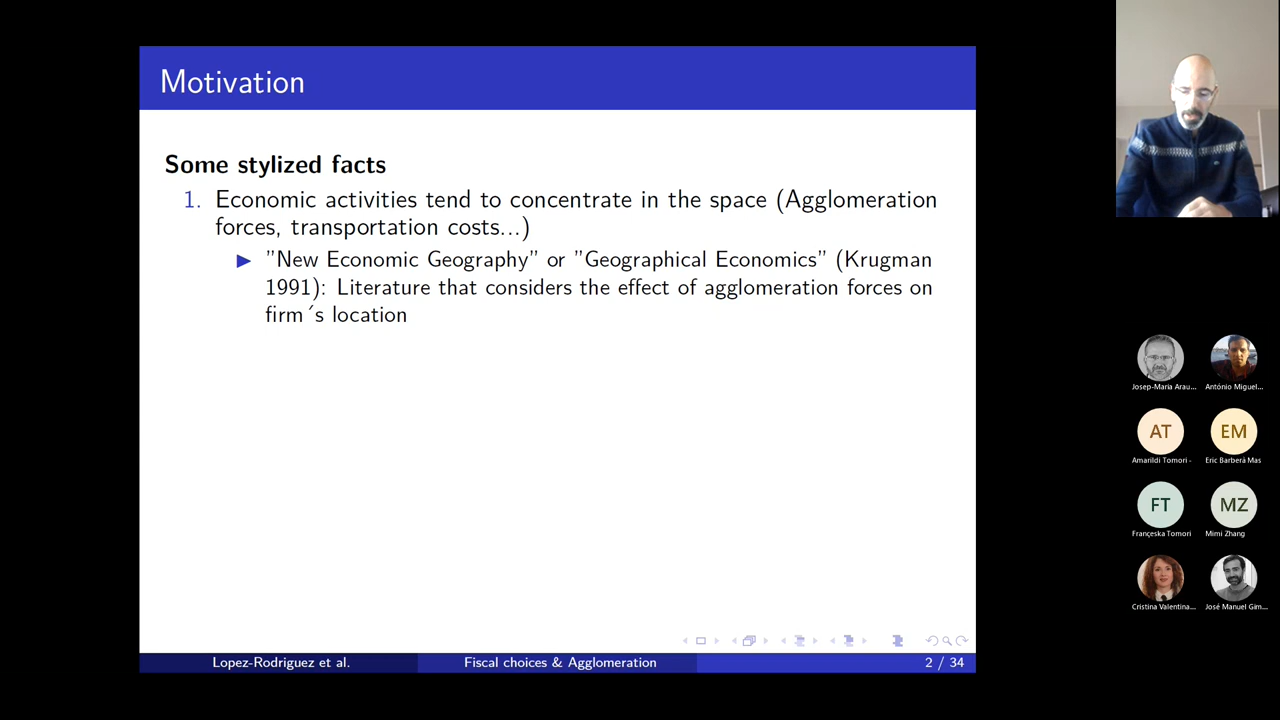 Motivation
Some stylized facts
1. Economic activities tend to concentrate in the space (Agglomeration
forces, transportation costs...)
▶ ”New Economic Geography” or ”Geographical Economics” (Krugman
1991): Literature that considers the effect of agglomeration forces on
firm´s location
Lopez-Rodriguez et al.
Fiscal choices & Agglomeration
2 / 34
Josep-Maria Arau...
António Miguel...
AT
EM
Amarildi Tomori -
Eric Barberá Mas
FT
MZ
Françeska Tomori
Mimi Zhang
Cristina Valentina...
José Manuel Gim...